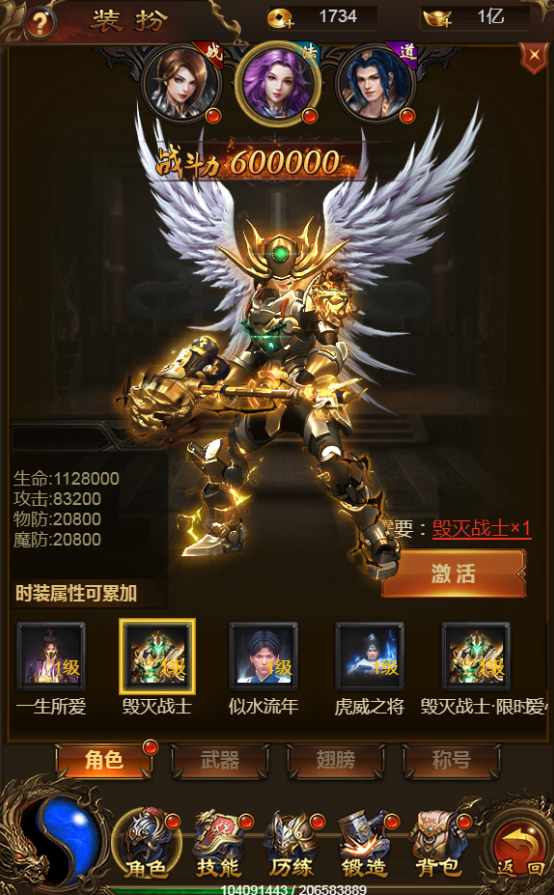 ?
装扮
1734
1亿
战
法
道
战斗力 600000
生命:1128000
攻击:83200
物防:20800
魔防:20800
要：毁灭战士×1
时装属性可累加
激活
1级
1级
1级
1级
1级
一生所爱
毁灭战士
似水流年
虎威之将
毁灭战士·限时
爱
角色
武器
翅膀
称号
角色
技能
历练
锻造
背包
返回
104091443 / 206583889